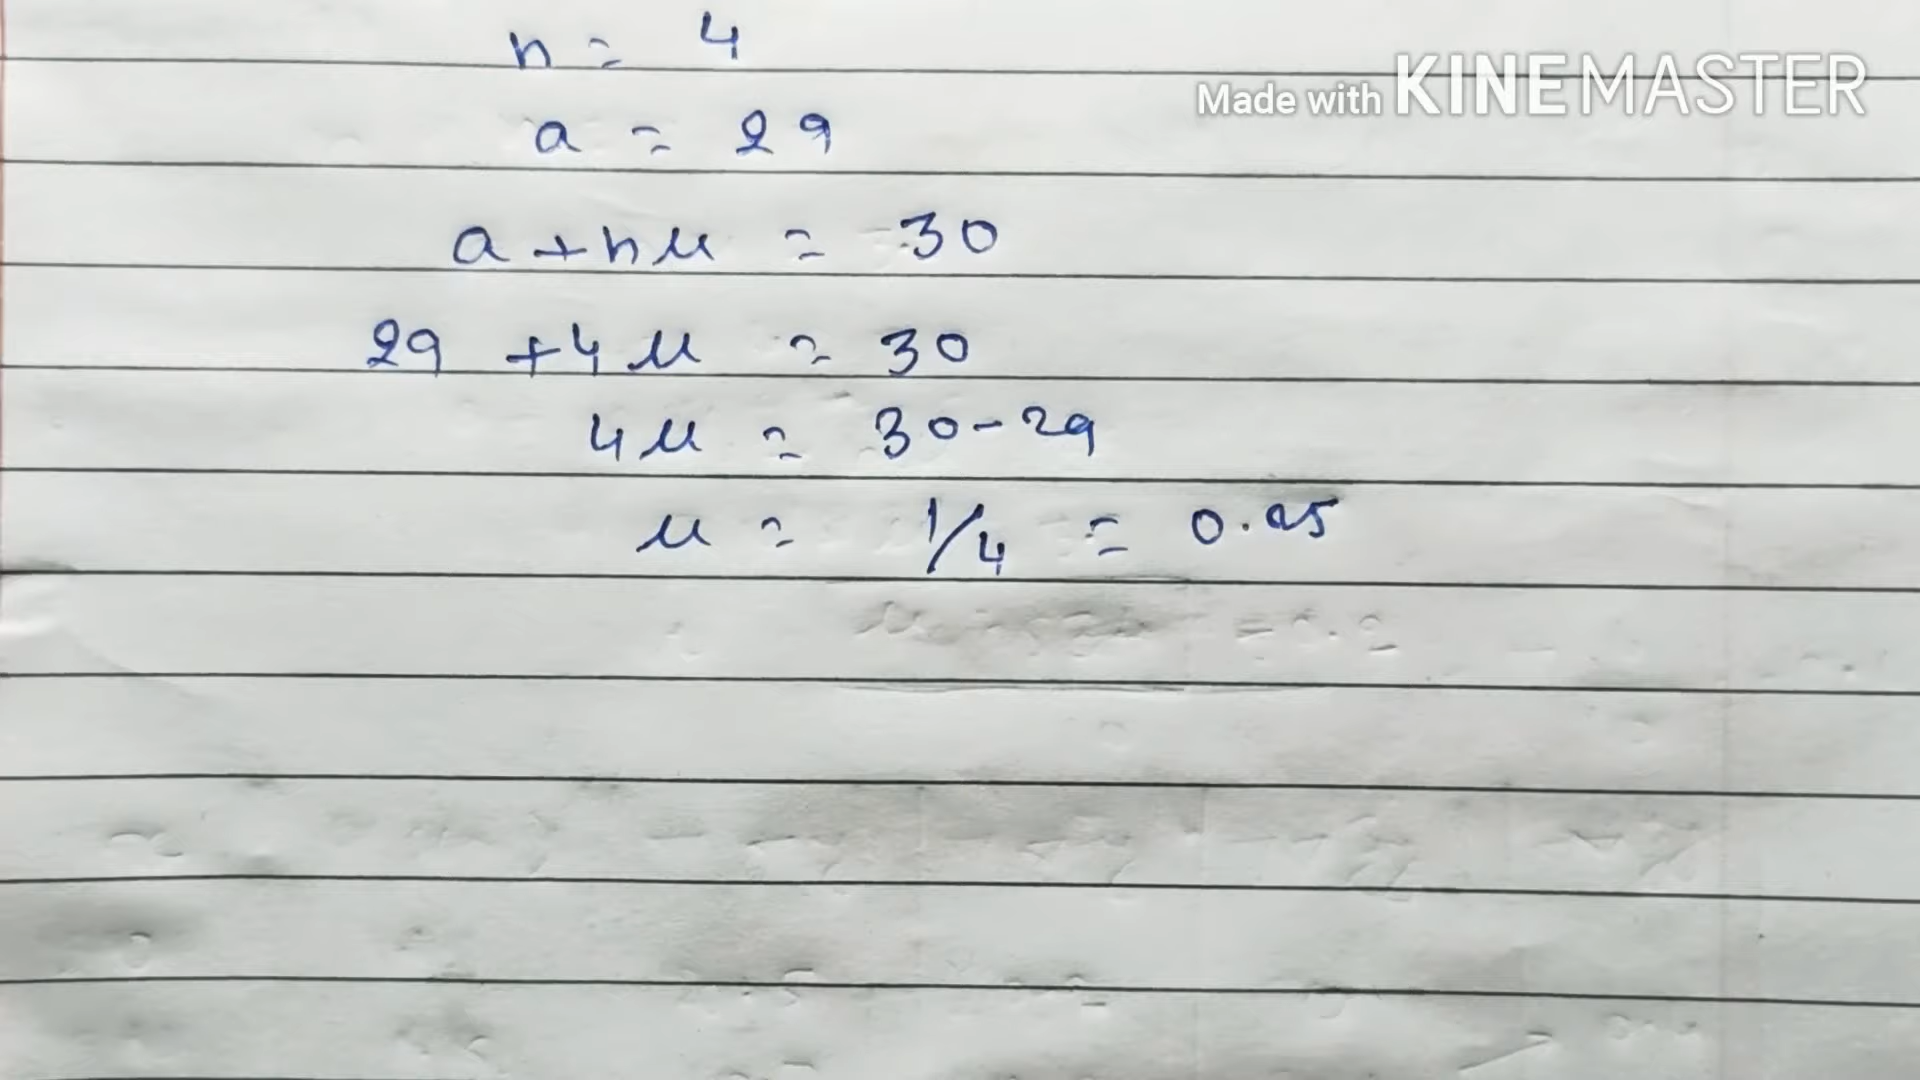 n = 4
Made with KINEMASTER
a = 29
a + nu = 30
29 + 4u = 30
4u = 30 - 29
u = 1/4 = 0.25